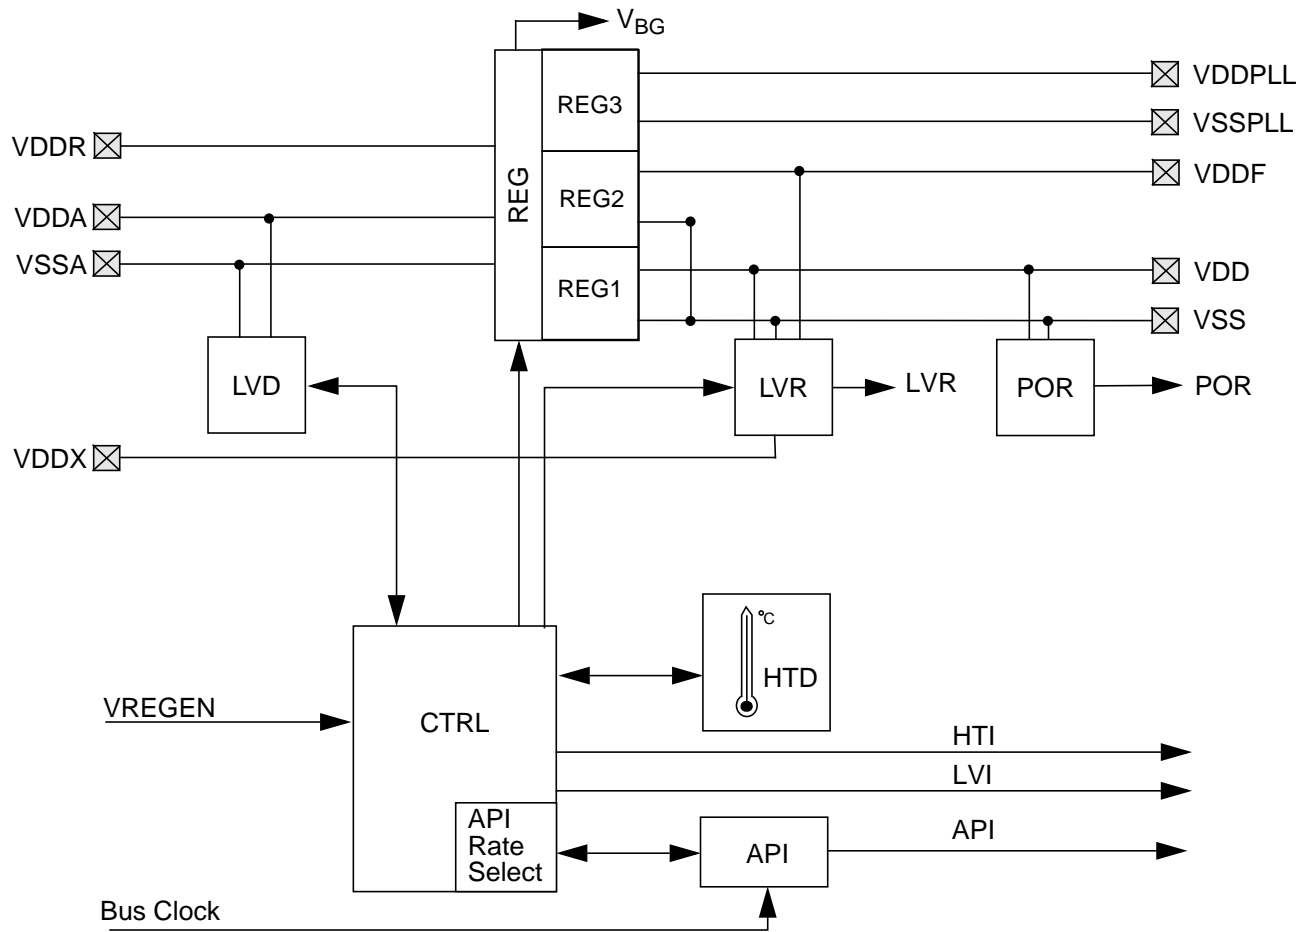 VBG
VDDPLL
REG3
VSSPLL
VDDR
VDDF
REG
REG2
VDDA
VSSA
VDD
REG1
VSS
LVD
LVR
LVR
POR
POR
VDDX
°C
HTD
VREGEN
CTRL
HTI
LVI
API
Rate
Select
API
API
Bus Clock